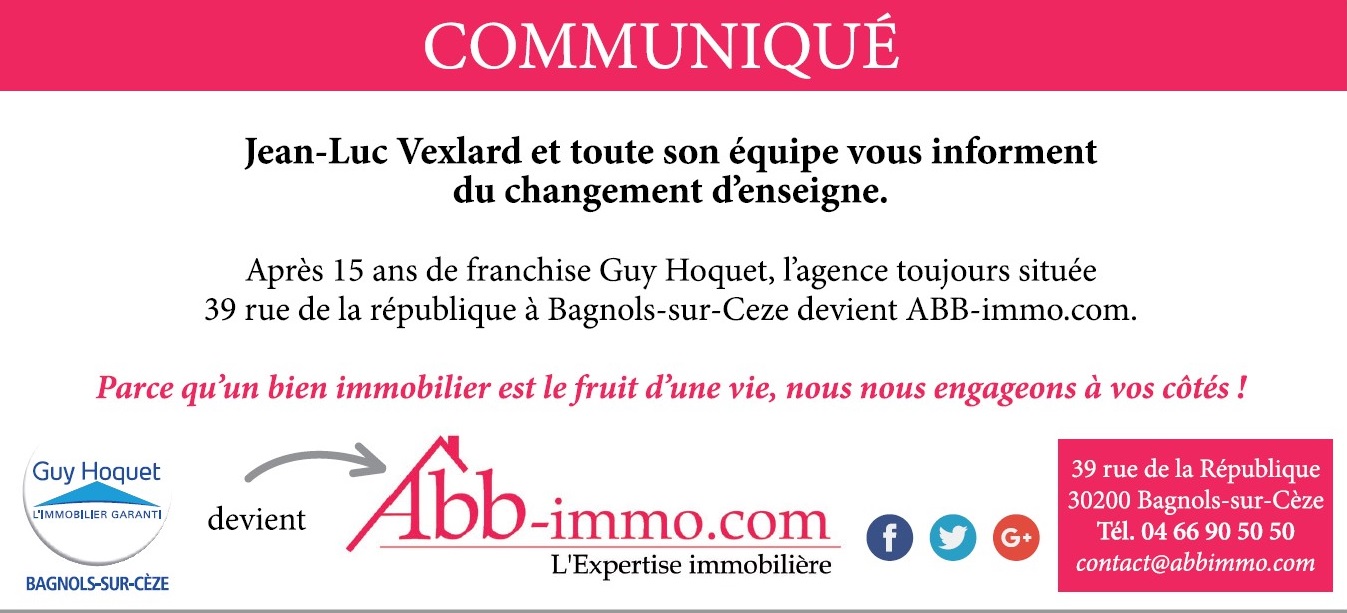 COMMUNIQUÉ
Jean-Luc Vexlard et toute son équipe vous informent
du changement d’enseigne.
Après 15 ans de franchise Guy Hoquet, l’agence toujours située
39 rue de la république à Bagnols-sur-Ceze devient ABB-immo.com.
Parce qu’un bien immobilier est le fruit d’une vie, nous nous engageons à vos côtés !
Guy Hoquet
L'IMMOBILIER GARANTI
BAGNOLS-SUR-CÈZE
devient
Abb-immo.com
L'Expertise immobilière
f
G+
39 rue de la République
30200 Bagnols-sur-Cèze
Tél. 04 66 90 50 50
contact@abbimmo.com